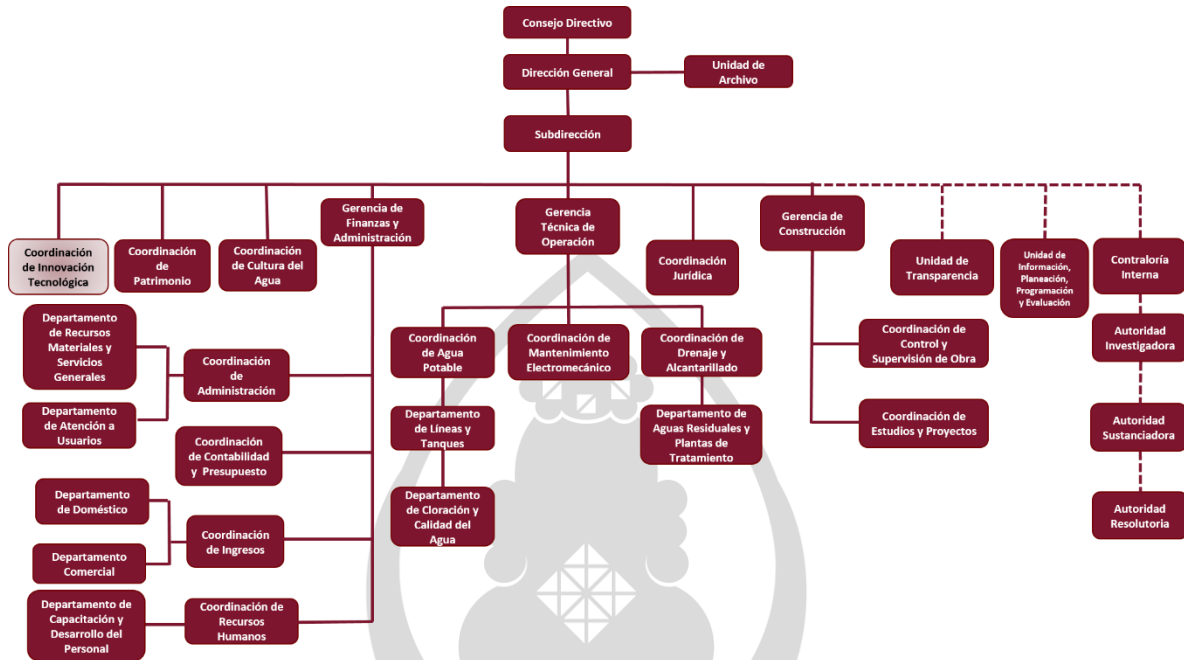 Consejo Directivo
Dirección General
Unidad de
Archivo
Subdirección
Coordinación
de Innovación
Tecnológica
Coordinación
de
Patrimonio
Coordinación
de Cultura del
Agua
Gerencia de
Finanzas y
Administración
Gerencia
Técnica de
Operación
Coordinación
Jurídica
Gerencia de
Construcción
Unidad de
Transparencia
Unidad de
Información,
Planeación,
Programación
y Evaluación
Contraloría
Interna
Departamento
de Recursos
Materiales y
Servicios
Generales
Coordinación
de
Administración
Departamento
de Atención a
Usuarios
Coordinación
de Contabilidad
y Presupuesto
Departamento
de Doméstico
Coordinación
de Ingresos
Departamento
Comercial
Departamento de
Capacitación y
Desarrollo del
Personal
Coordinación de
Recursos
Humanos
Coordinación
de Agua
Potable
Coordinación de
Mantenimiento
Electromecánico
Coordinación
de Drenaje y
Alcantarillado
Departamento
de Líneas y
Tanques
Departamento de
Aguas Residuales y
Plantas de
Tratamiento
Departamento
de Cloración y
Calidad del
Agua
Coordinación de
Control y
Supervisión de Obra
Coordinación de
Estudios y Proyectos
Autoridad
Investigadora
Autoridad
Sustanciadora
Autoridad
Resolutoria